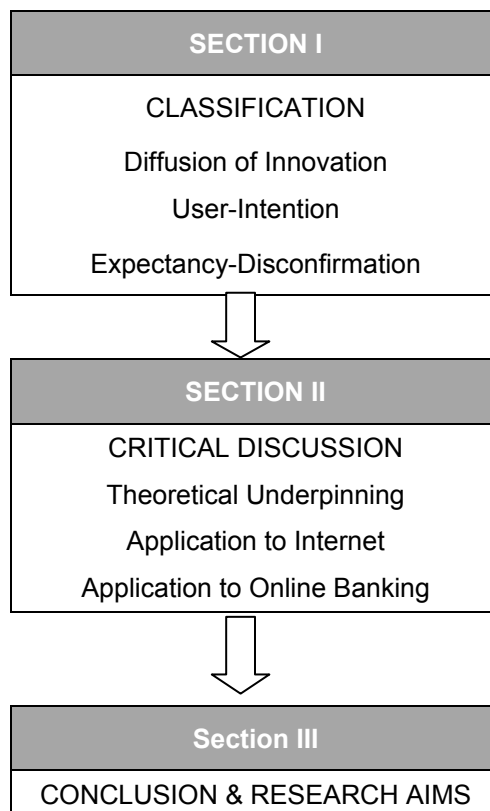 SECTION I
CLASSIFICATION
Diffusion of Innovation
User-Intention
Expectancy-Disconfirmation
SECTION II
CRITICAL DISCUSSION
Theoretical Underpinning
Application to Internet
Application to Online Banking
Section III
CONCLUSION & RESEARCH AIMS